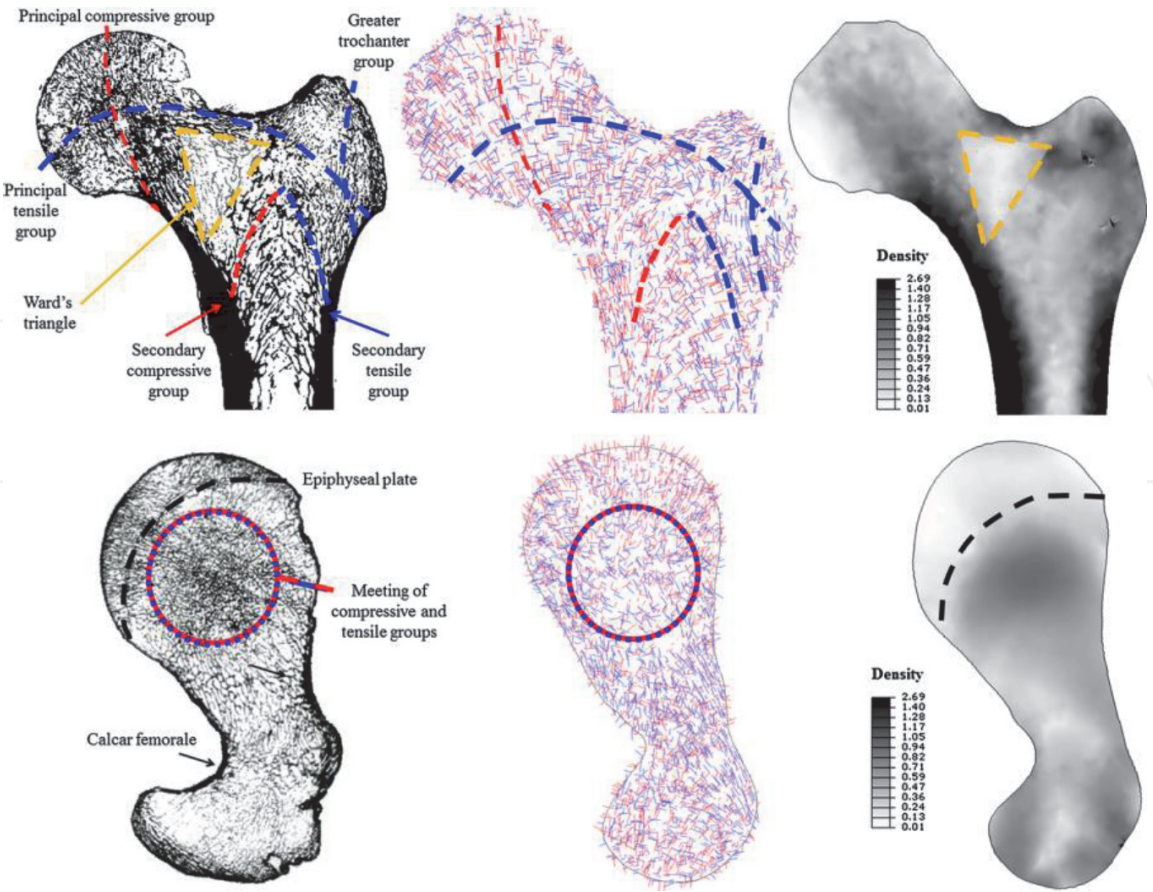 Principal compressive group
Greater
trochanter
group
Principal
tensile
group
Ward's
triangle
Secondary
compressive
group
Secondary
tensile
group
Density
2.69
1.40
1.28
1.17
1.05
0.94
0.82
0.71
0.59
0.47
0.36
0.24
0.13
0.01
Epiphyseal plate
Meeting of
compressive and
tensile groups
Calcar femorale
Density
2.69
1.40
1.28
1.17
1.05
0.94
0.82
0.71
0.59
0.47
0.36
0.24
0.13
0.01